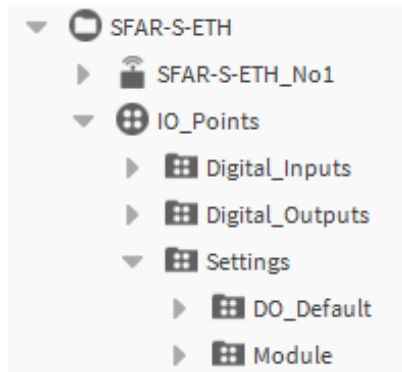 SFAR-S-ETH
SFAR-S-ETH_No1
IO_Points
Digital_Inputs
Digital_Outputs
Settings
DO_Default
Module